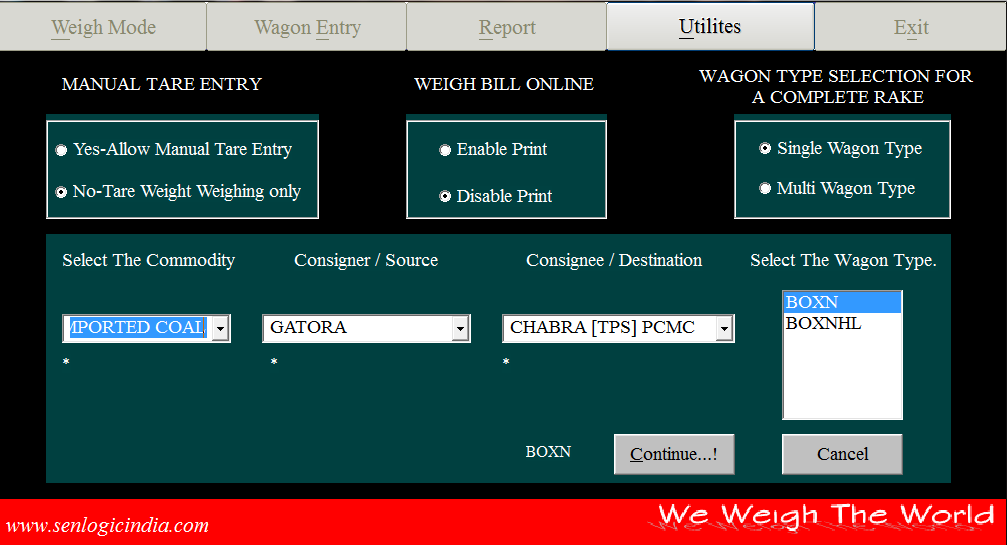 Weigh Mode
Wagon Entry
Report
Utilites
Exit
MANUAL TARE ENTRY
WEIGH BILL ONLINE
WAGON TYPE SELECTION FOR
A COMPLETE RAKE
Yes-Allow Manual Tare Entry
No-Tare Weight Weighing only
Enable Print
Disable Print
Single Wagon Type
Multi Wagon Type
Select The Commodity
Consigner / Source
Consignee / Destination
Select The Wagon Type.
MPORTED COAL
GATORA
CHABRA [TPS] PCMC
BOXN
BOXNHL
*
*
*
BOXN
Continue...!
Cancel
www.senlogicindia.com
We Weigh The World